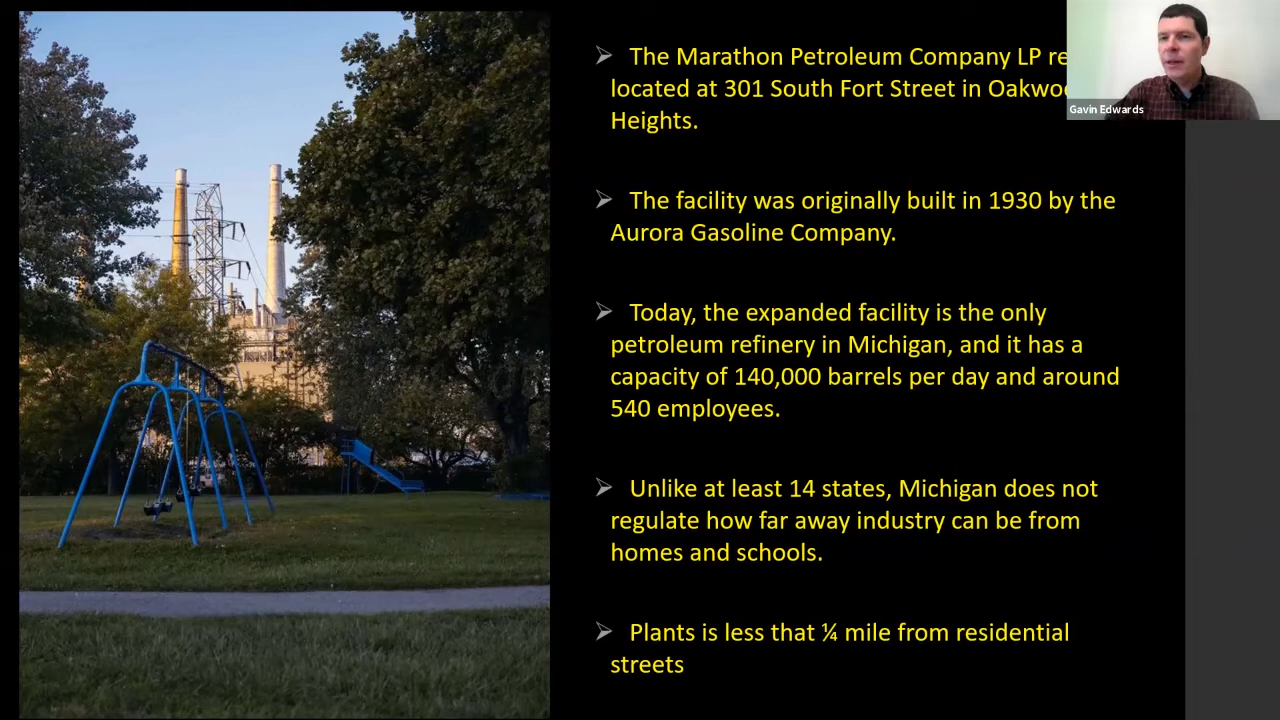 ➢ The Marathon Petroleum Company LP
located at 301 South Fort Street in
Heights.
➢ The facility was originally built in 1930 by the
Aurora Gasoline Company.
➢ Today, the expanded facility is the only
petroleum refinery in Michigan, and it has a
capacity of 140,000 barrels per day and around
540 employees.
➢ Unlike at least 14 states, Michigan does not
regulate how far away industry can be from
homes and schools.
➢ Plants is less that ¼ mile from residential
streets
Gavin Edwards